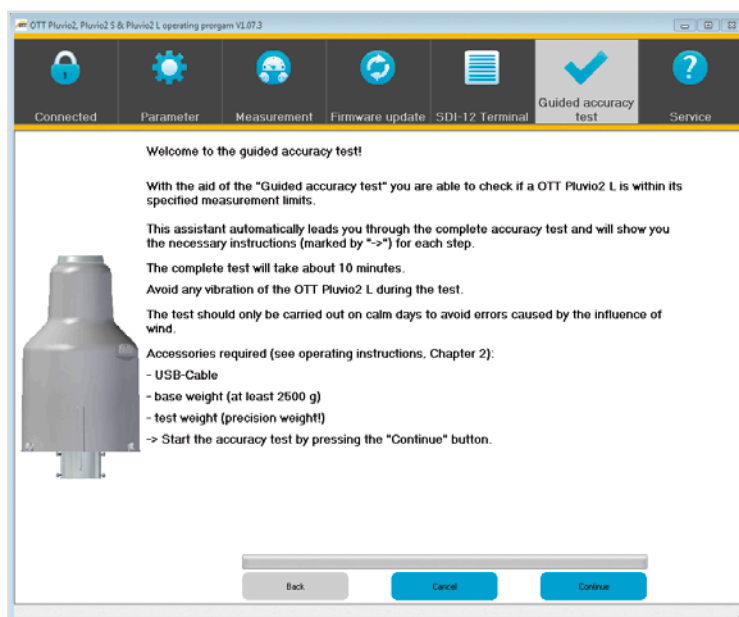 OTT Pluvio2, Pluvio2 S & Pluvio2 L operating prorgam V1.07.3
Connected
Parameter
Measurement
Firmware update
SDI-12 Terminal
Guided accuracy
test
Service
Welcome to the guided accuracy test!
With the aid of the "Guided accuracy test" you are able to check if a OTT Pluvio2 L is within its
specified measurement limits.
This assistant automatically leads you through the complete accuracy test and will show you
the necessary instructions (marked by "->") for each step.
The complete test will take about 10 minutes.
Avoid any vibration of the OTT Pluvio2 L during the test.
The test should only be carried out on calm days to avoid errors caused by the influence of
wind.
Accessories required (see operating instructions, Chapter 2):
- USB-Cable
- base weight (at least 2500 g)
- test weight (precision weight!)
-> Start the accuracy test by pressing the "Continue" button.
Back
Cancel
Continue